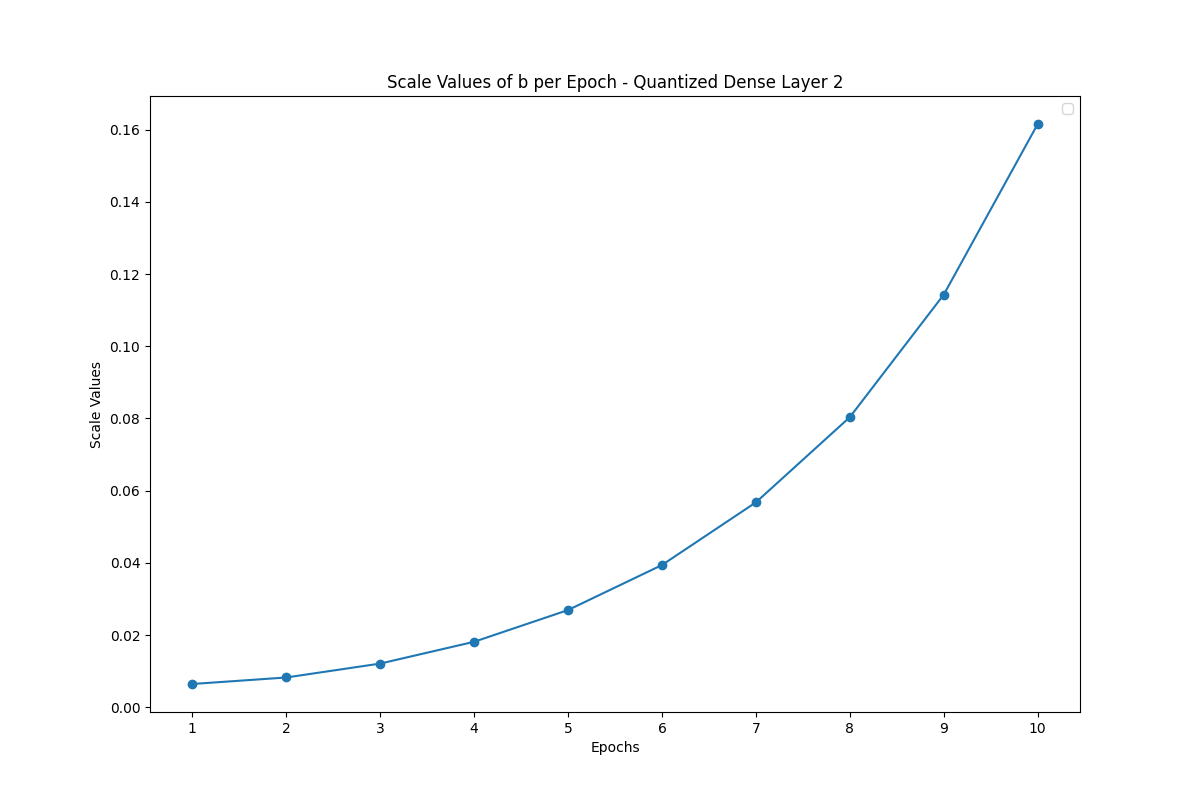 Scale Values of b per Epoch - Quantized Dense Layer 2
0.16
0.14
0.12
0.10
0.08
0.06
0.04
0.02
0.00
Scale Values
1 2 3 4 5 6 7 8 9 10
Epochs